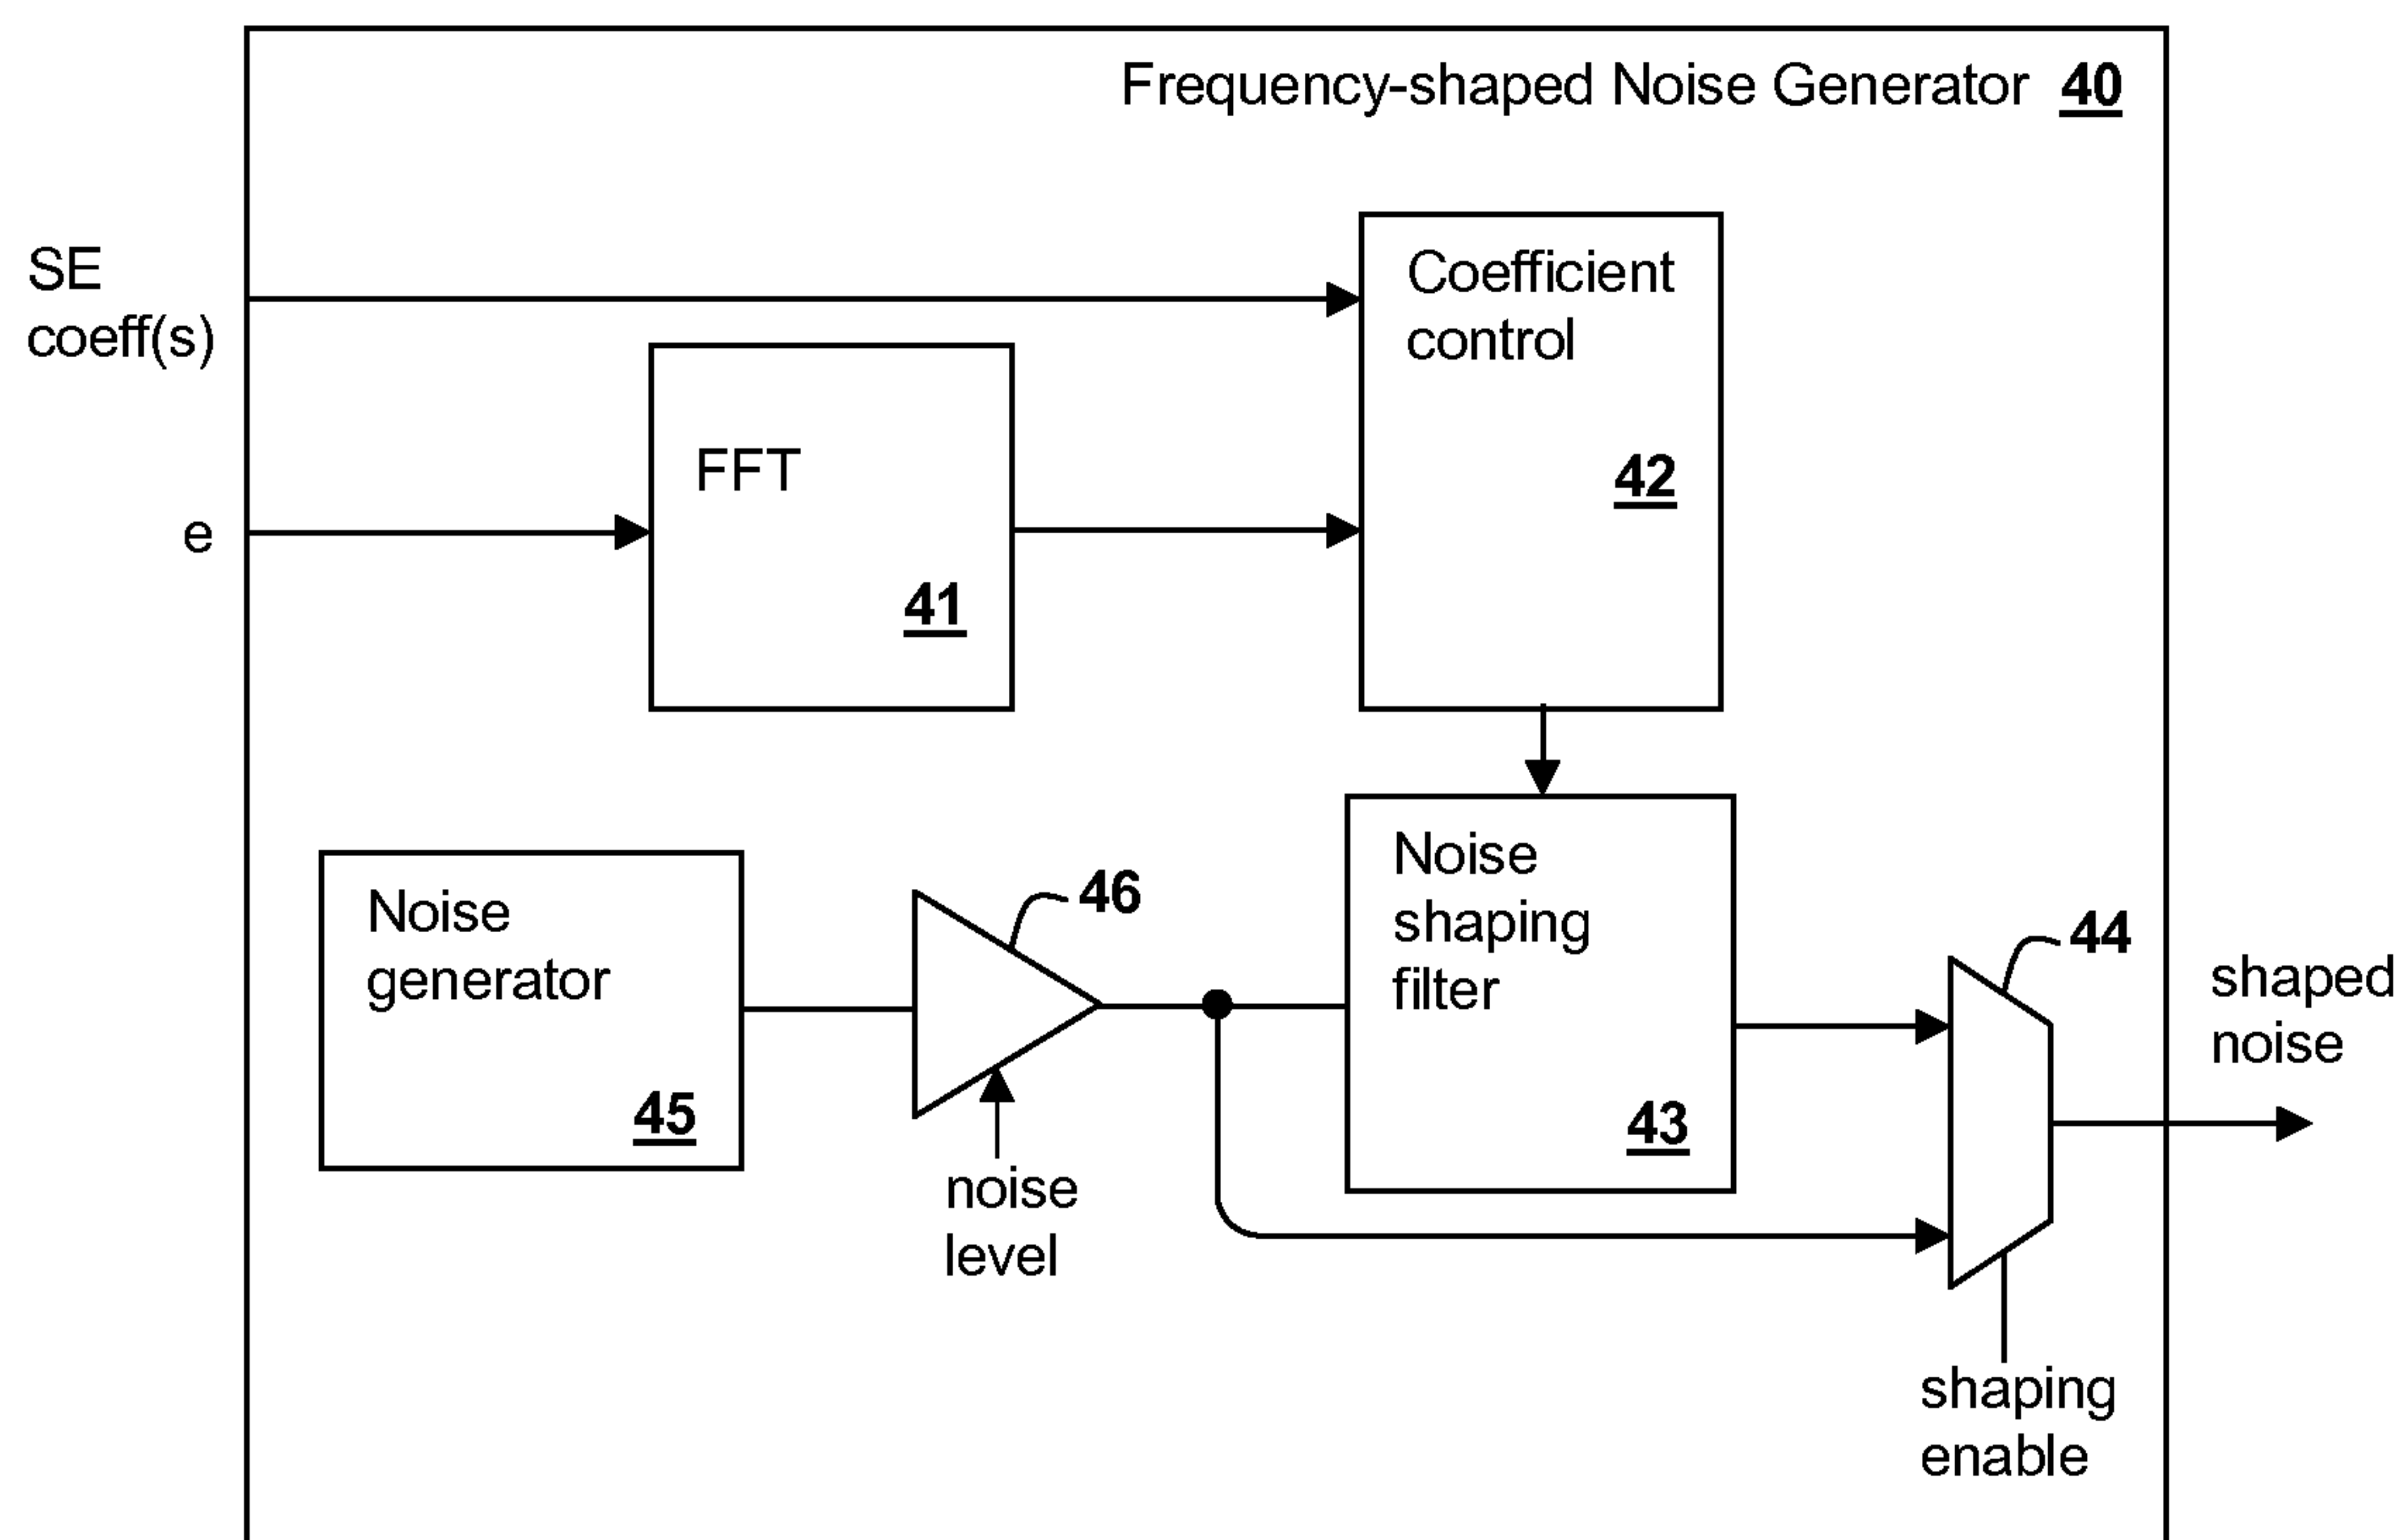 Frequency-shaped Noise Generator 40
SE
coeff(s)
Coefficient
control
42
FFT
41
e
Noise
generator
45
46
noise
level
Noise
shaping
filter
43
44
shaped
noise
shaping
enable